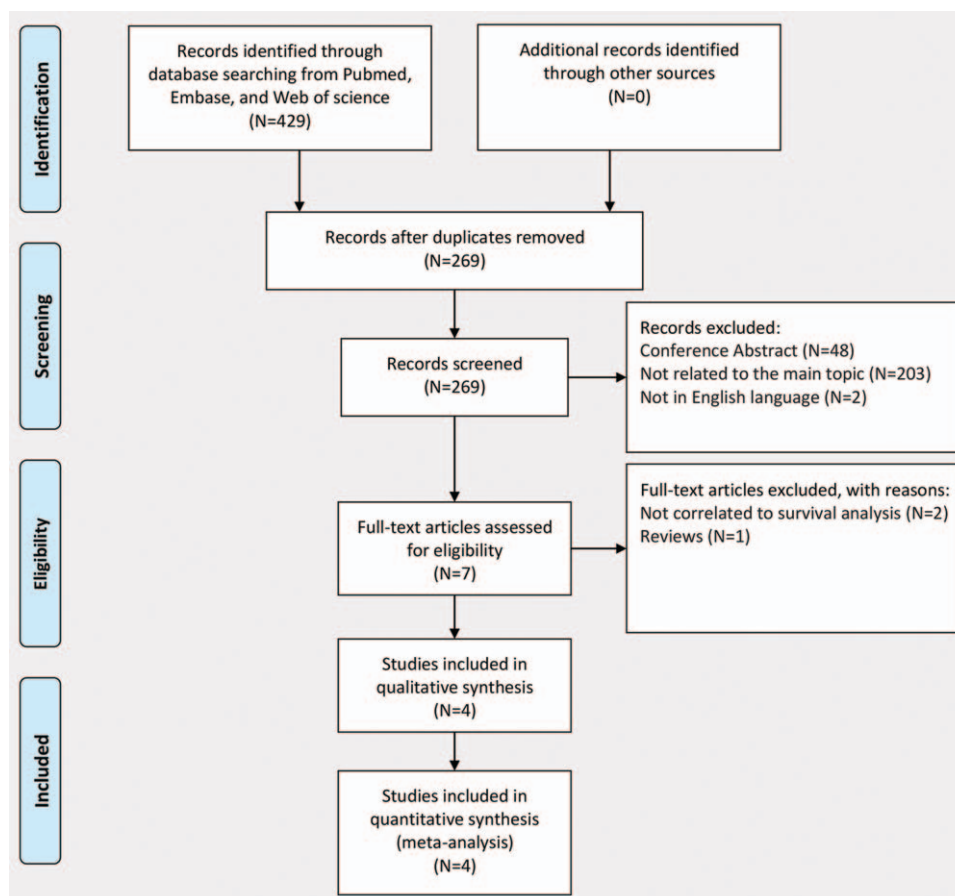 Identification
Records identified through
database searching from Pubmed,
Embase, and Web of science
(N=429)
Additional records identified
through other sources
(N=0)
Records after duplicates removed
(N=269)
Screening
Records screened
(N=269)
Records excluded:
Conference Abstract (N=48)
Not related to the main topic (N=203)
Not in English language (N=2)
Eligibility
Full-text articles assessed
for eligibility
(N=7)
Full-text articles excluded, with reasons:
Not correlated to survival analysis (N=2)
Reviews (N=1)
Studies included in
qualitative synthesis
(N=4)
Included
Studies included in
quantitative synthesis
(meta-analysis)
(N=4)